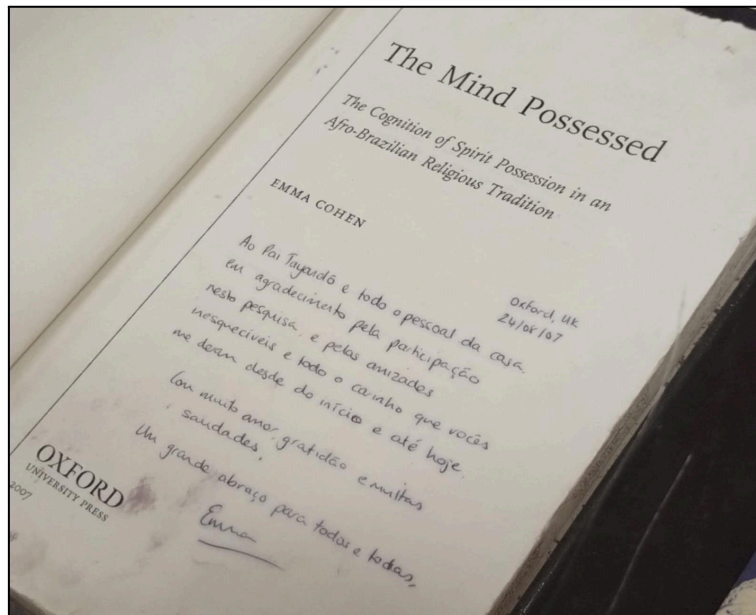 The Mind Possessed
The Cognition of Spirit Possession in an
Afro-Brazilian Religious Tradition
EMMA COHEN
Oxford, UK
24/08/07
Ao Pai Tayandô e todo o pessoal da casa,
em agradecimento pela participação
nesta pesquisa, e pelas amizades
inesquecíveis e todo o carinho que vocês
me deram desde do início e até hoje.
Com muito amor, gratidão e muitas
saudades,
Um grande abraço para todos e todas,
Emma
OXFORD
UNIVERSITY PRESS
2007